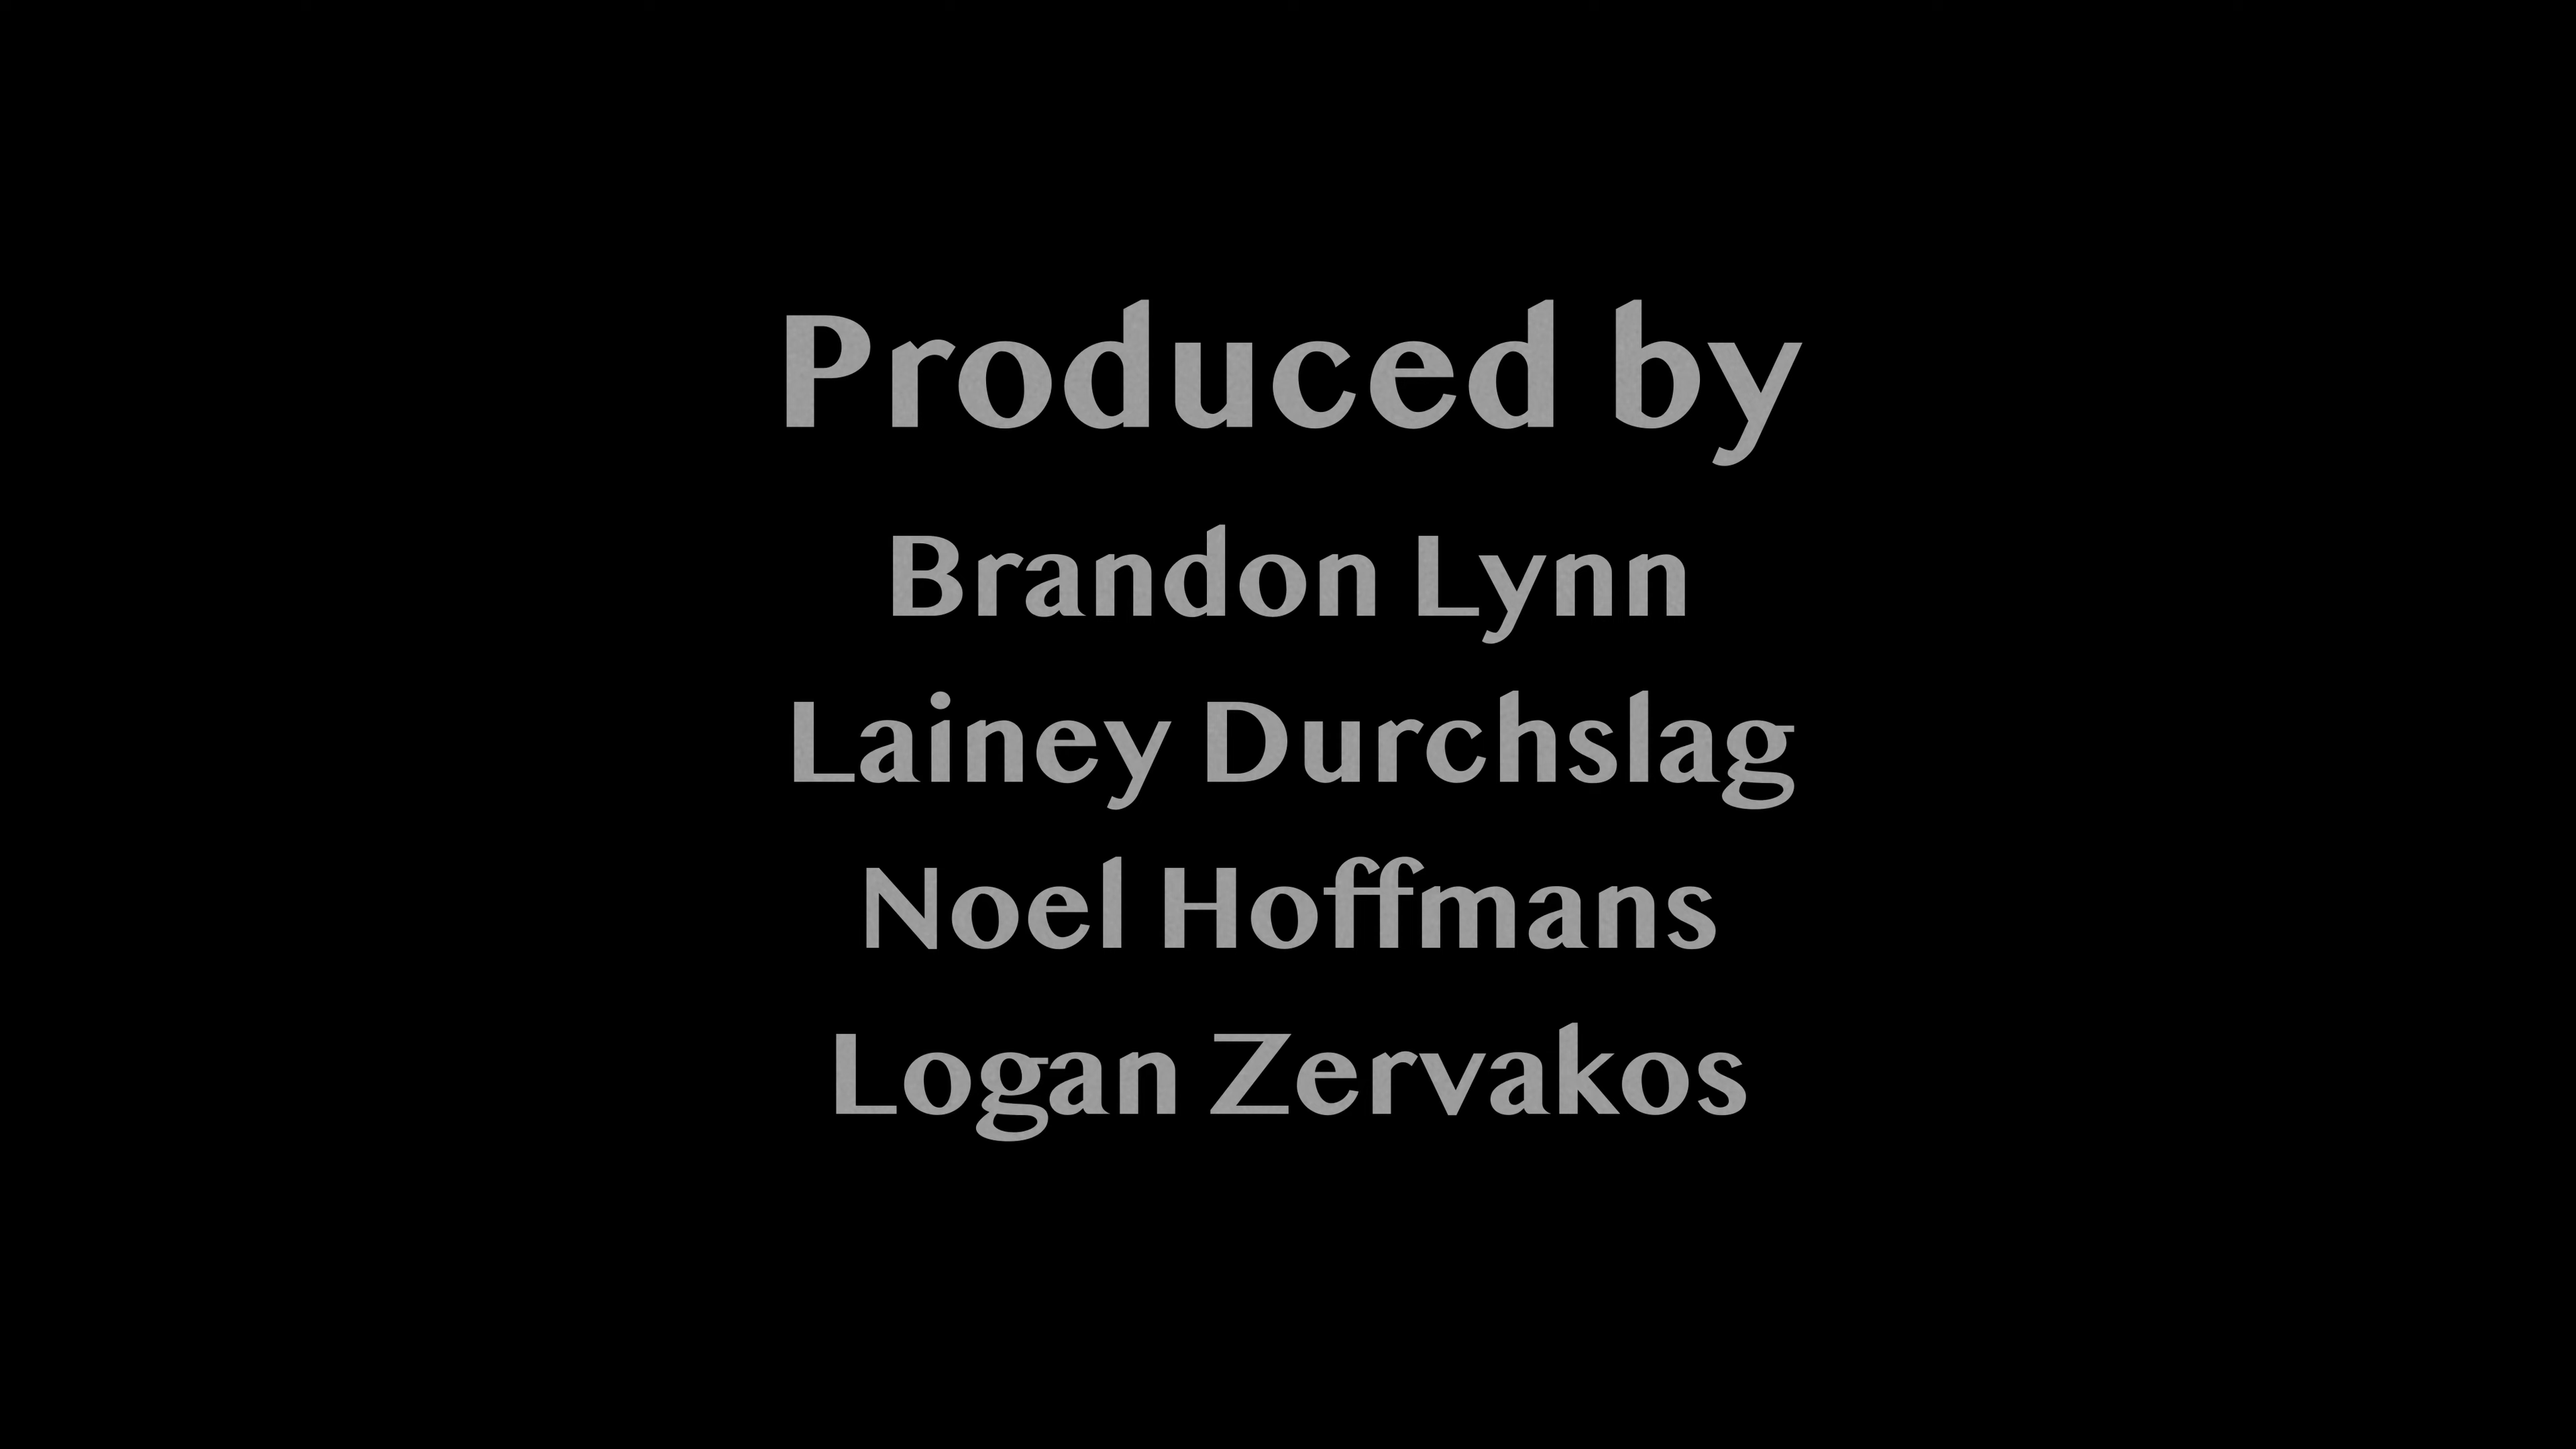 Produced by
Brandon Lynn
Lainey Durchslag
Noel Hoffmans
Logan Zervakos